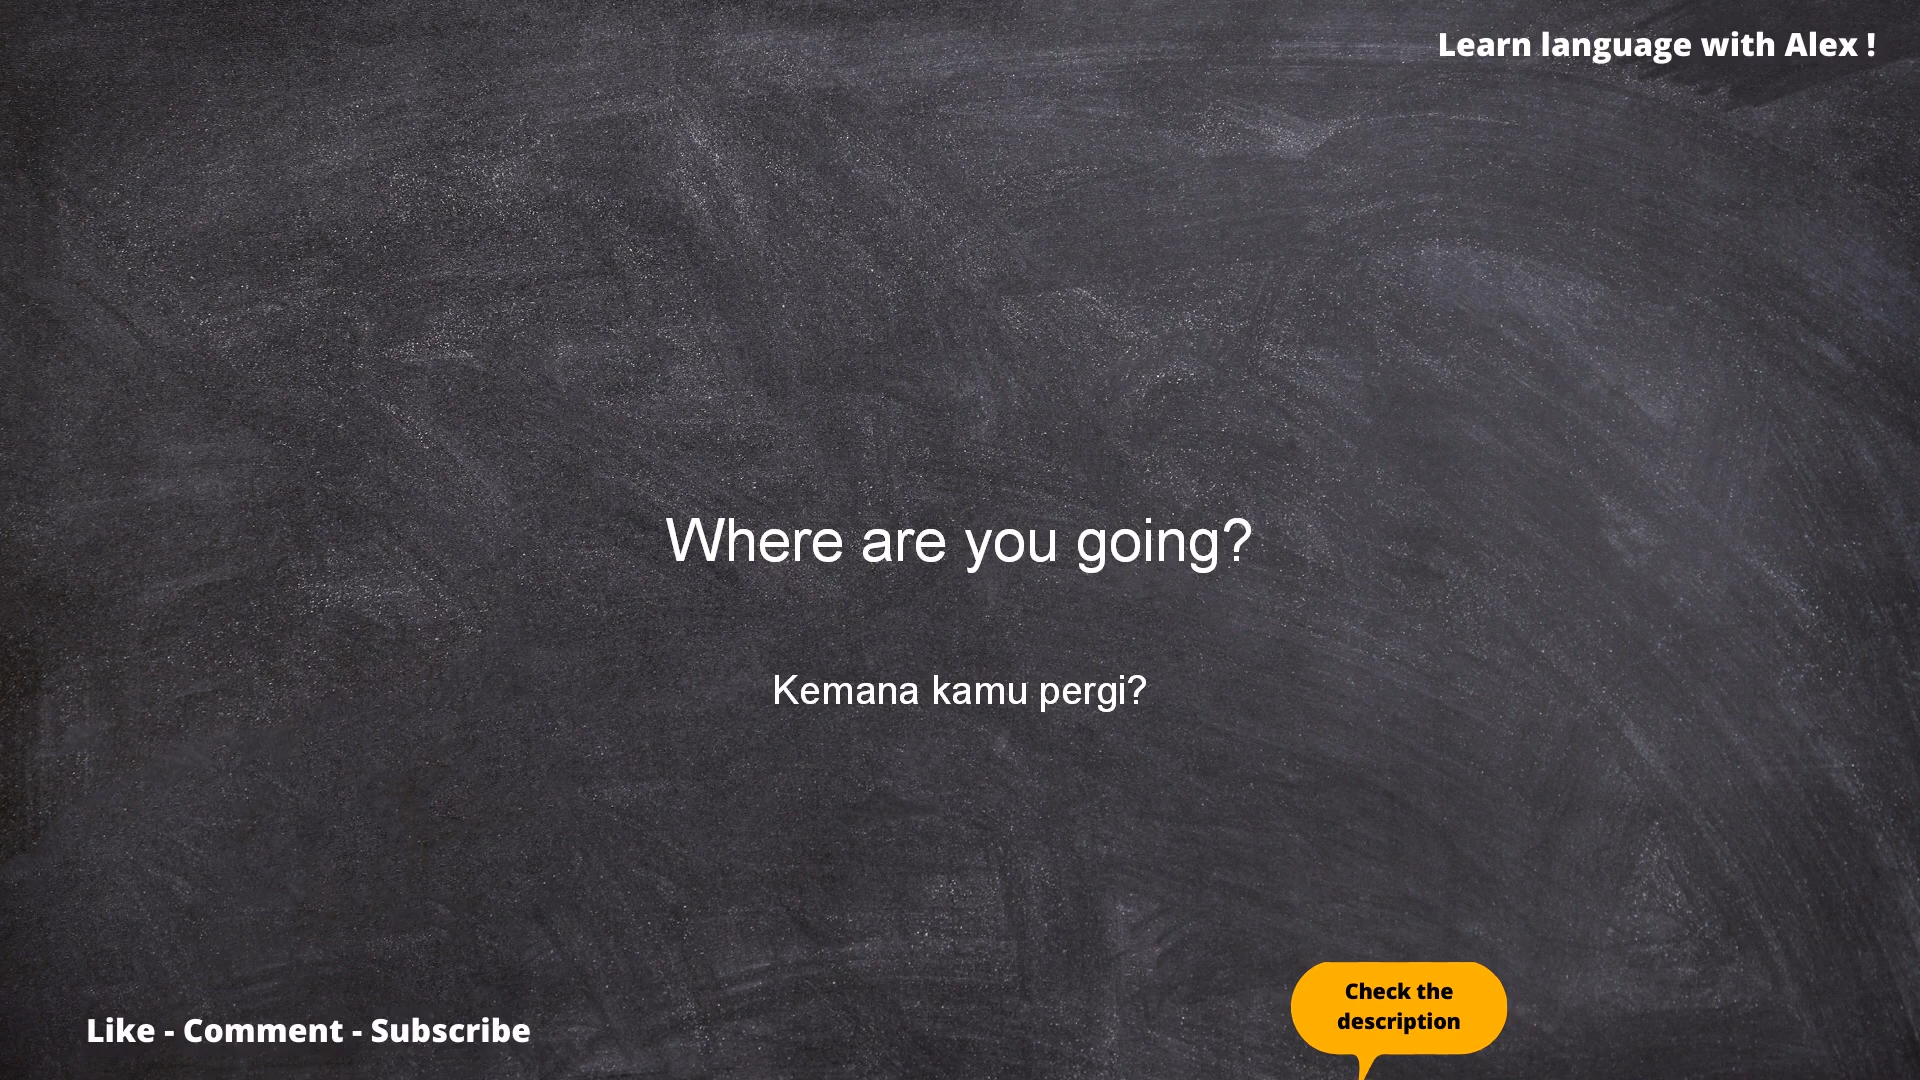 Learn language with Alex !
Where are you going?
Kemana kamu pergi?
Check the
description
Like - Comment - Subscribe